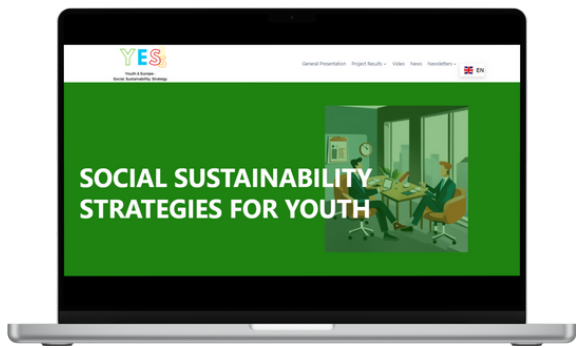 YES
Youth & Europe -
Social Sustainability Strategy
General Presentation Project Results Video News Newsletters
EN
SOCIAL SUSTAINABILITY
STRATEGIES FOR YOUTH